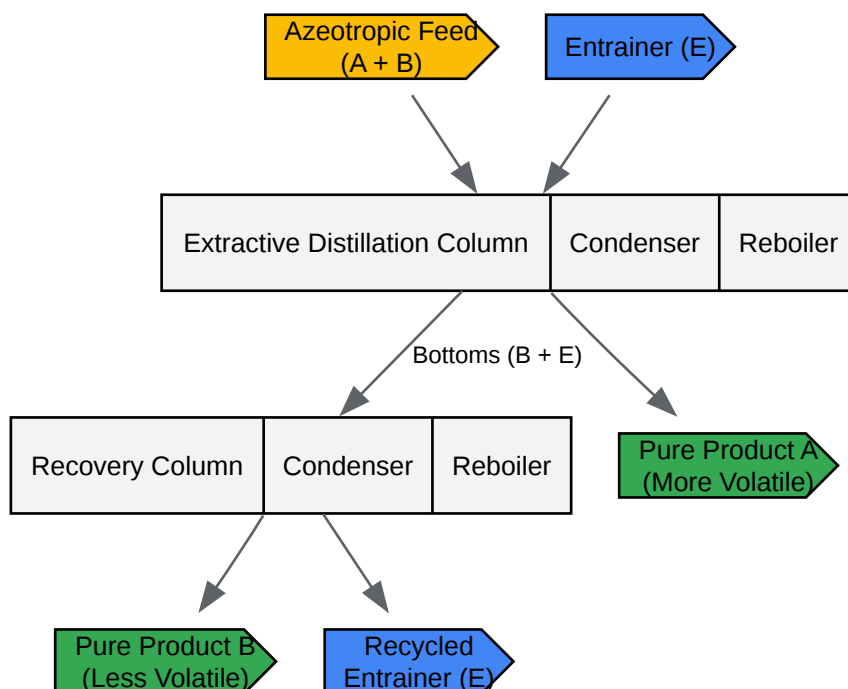 Azeotropic Feed
(A + B)
Entrainer (E)
Extractive Distillation Column
Condenser
Reboiler
Bottoms (B + E)
Recovery Column
Condenser
Reboiler
Pure Product A
(More Volatile)
Pure Product B
(Less Volatile)
Recycled
Entrainer (E)